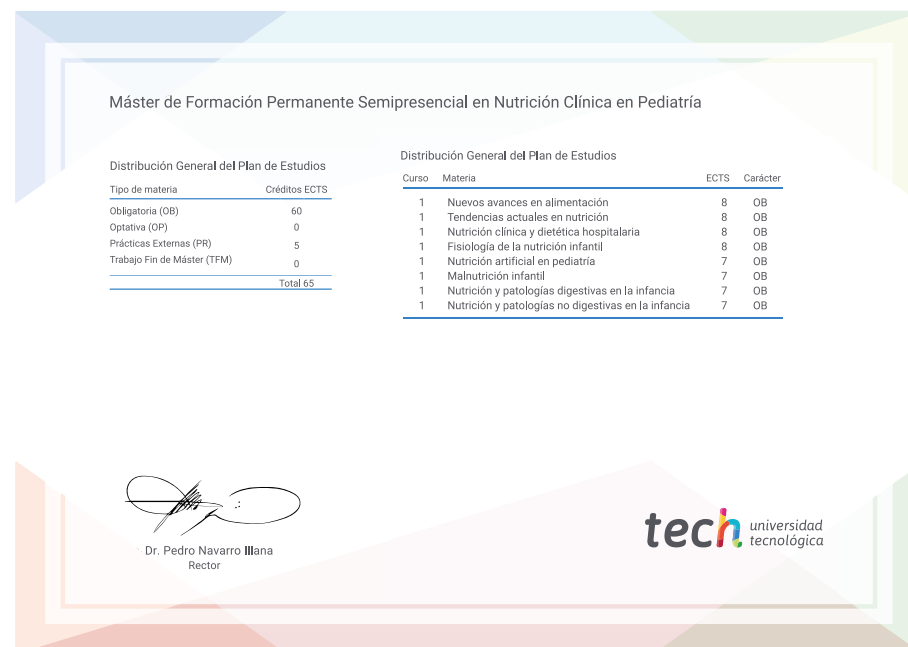 Máster de Formación Permanente Semipresencial en Nutrición Clínica en Pediatría
Distribución General del Plan de Estudios
Tipo de materia Créditos ECTS
Obligatoria (OB) 60
Optativa (OP) 0
Prácticas Externas (PR) 5
Trabajo Fin de Máster (TFM) 0
Total 65
Distribución General del Plan de Estudios
Curso Materia ECTS Carácter
1 Nuevos avances en alimentación 8 OB
1 Tendencias actuales en nutrición 8 OB
1 Nutrición clínica y dietética hospitalaria 8 OB
1 Fisiología de la nutrición infantil 8 OB
1 Nutrición artificial en pediatría 7 OB
1 Malnutrición infantil 7 OB
1 Nutrición y patologías digestivas en la infancia 7 OB
1 Nutrición y patologías no digestivas en la infancia 7 OB
Dr. Pedro Navarro Illana
Rector
tech universidad
tecnológica